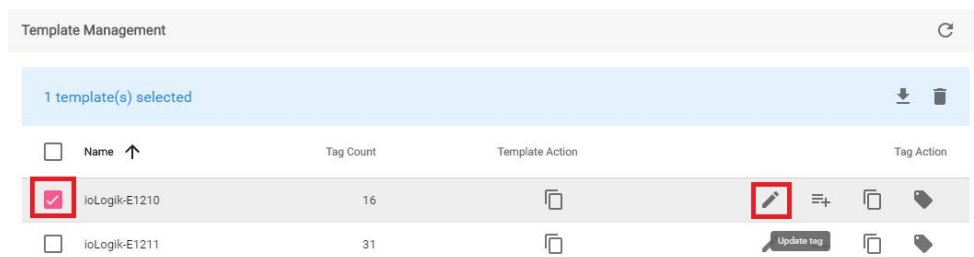 Template Management
1 template(s) selected
Name Tag Count Template Action Tag Action
ioLogik-E1210 16
ioLogik-E1211 31
Update tag